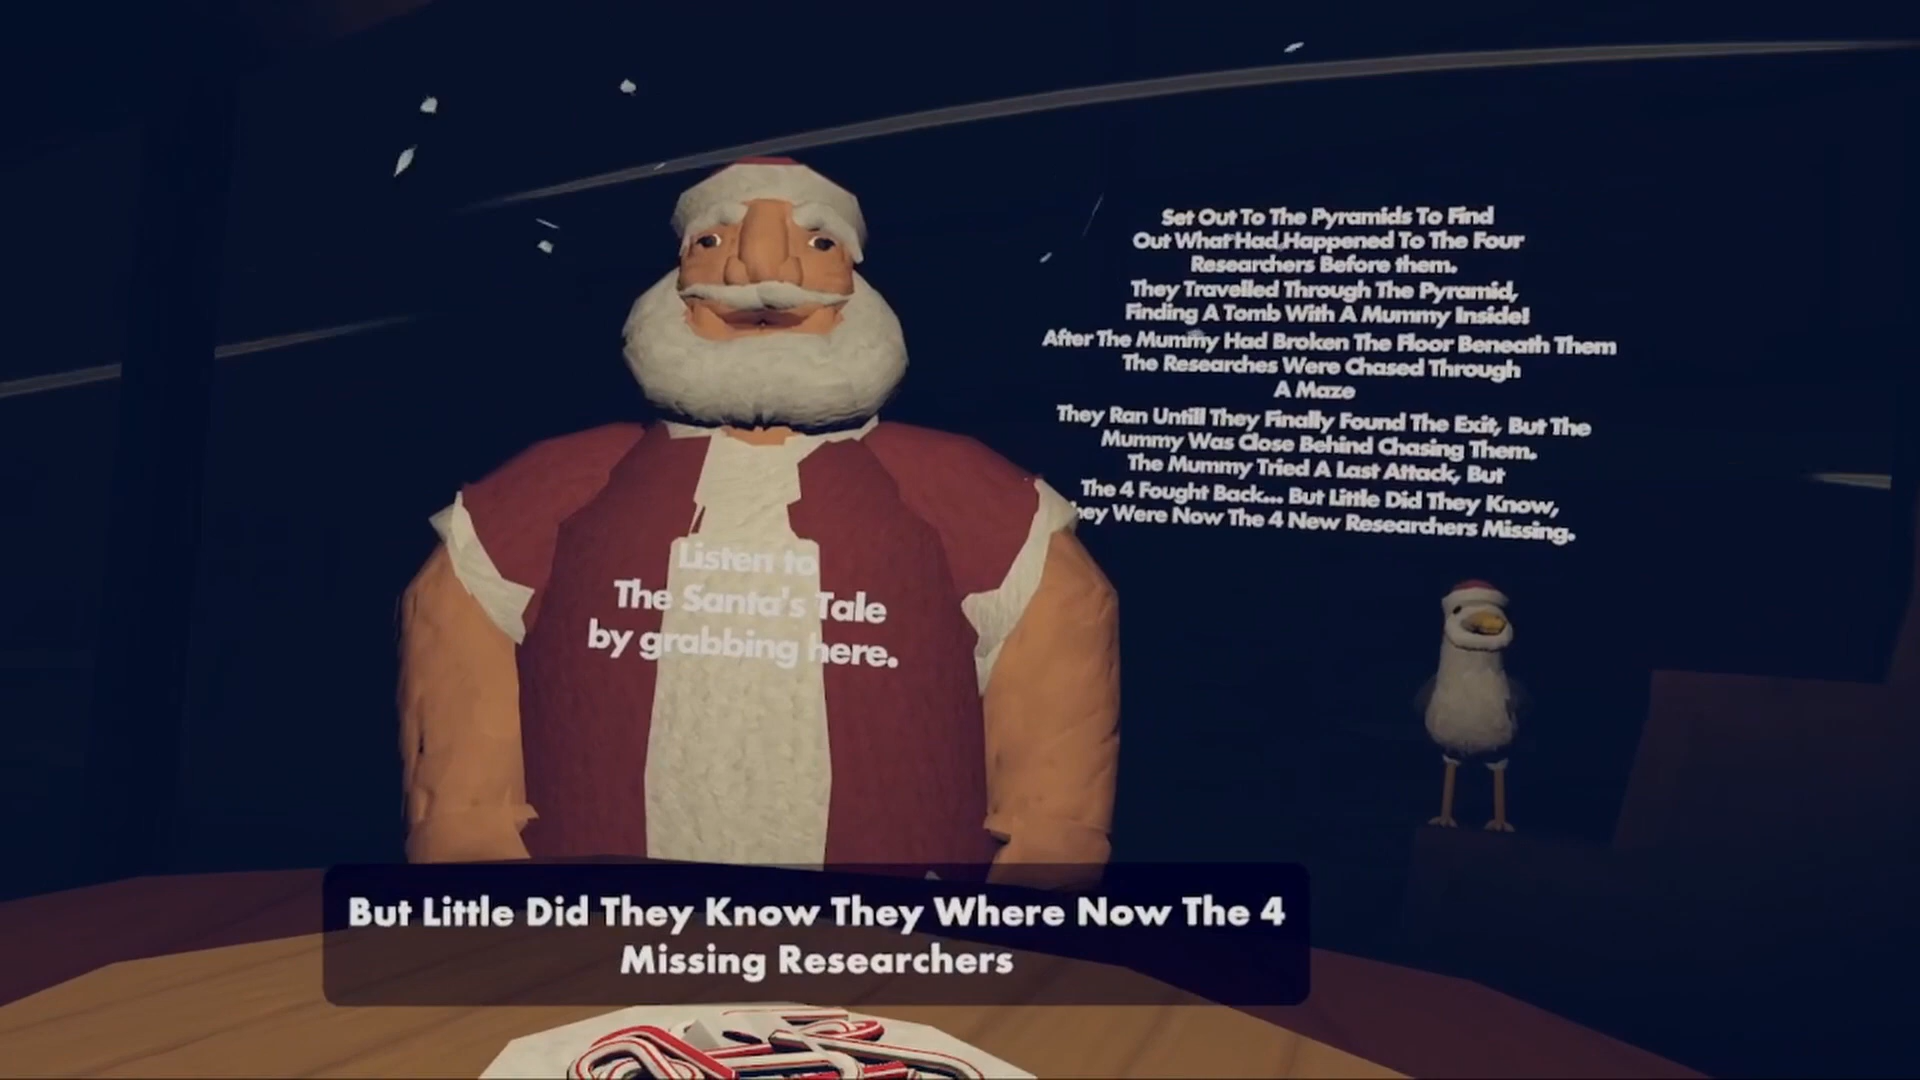 Set Out To The Pyramids To Find
Out What Had Happened To The Four
Researchers Before them.
They Travelled Through The Pyramid,
Finding A Tomb With A Mummy Inside!
After The Mummy Had Broken The Floor Beneath Them
The Researches Were Chased Through
A Maze
They Ran Untill They Finally Found The Exit, But The
Mummy Was Close Behind Chasing Them.
The Mummy Tried A Last Attack, But
The 4 Fought Back... But Little Did They Know,
hey Were Now The 4 New Researchers Missing.
Listen to
The Santa's Tale
by grabbing here.
But Little Did They Know They Where Now The 4
Missing Researchers